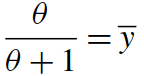 θ / (θ + 1) = y̅